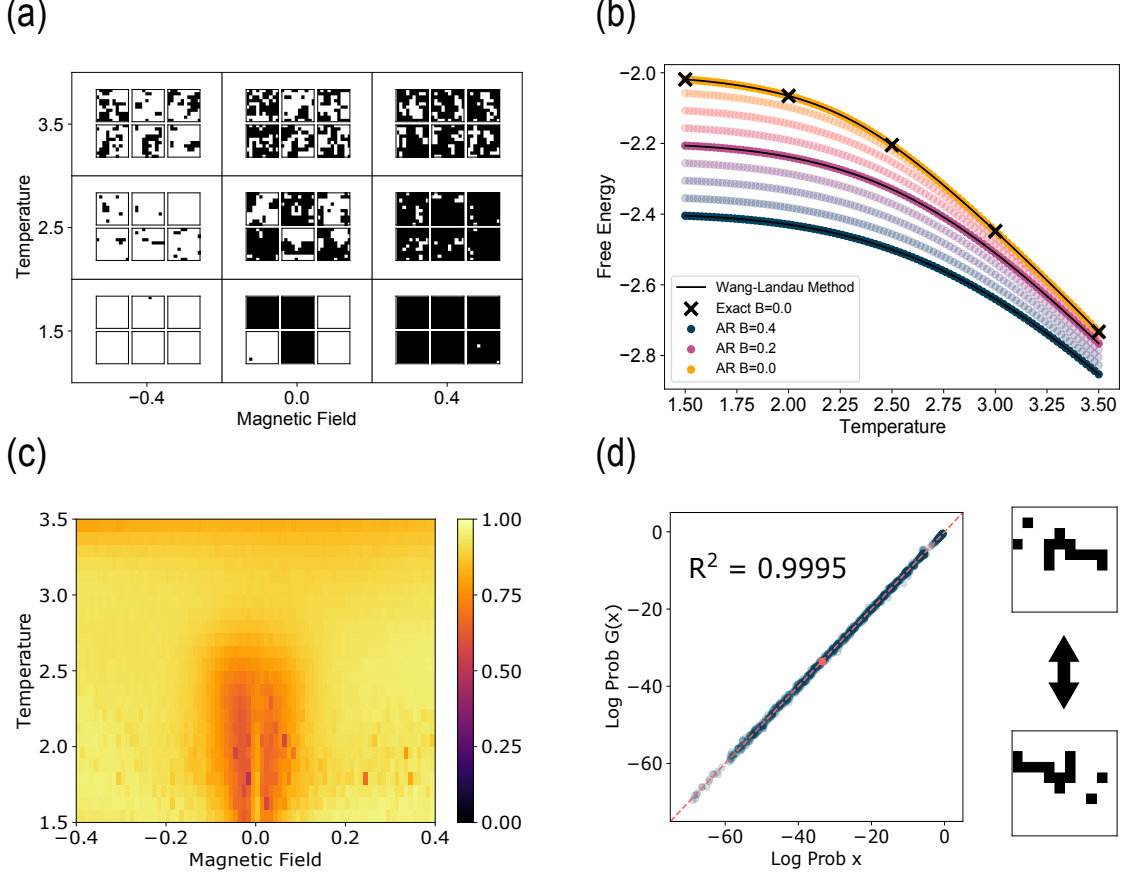 (a)
Temperature
3.5
2.5
1.5
−0.4
0.0
0.4
Magnetic Field
(b)
Free Energy
−2.0
−2.2
−2.4
−2.6
−2.8
Wang-Landau Method
Exact B=0.0
AR B=0.4
AR B=0.2
AR B=0.0
1.50 1.75 2.00 2.25 2.50 2.75 3.00 3.25 3.50
Temperature
(c)
Temperature
3.5
3.0
2.5
2.0
1.5
−0.4 −0.2 0.0 0.2 0.4
Magnetic Field
1.00
0.75
0.50
0.25
0.00
(d)
Log Prob G(x)
0
−20
−40
−60
R² = 0.9995
−60 −40 −20 0
Log Prob x